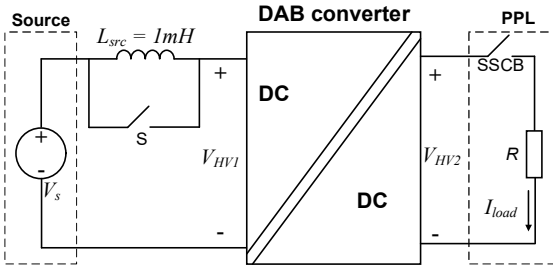 Source
DAB converter
PPL
L_src = 1mH
+
+
SSCB
DC
S
+
V_HV1
V_HV2
R
-
V_s
DC
I_load
-
-